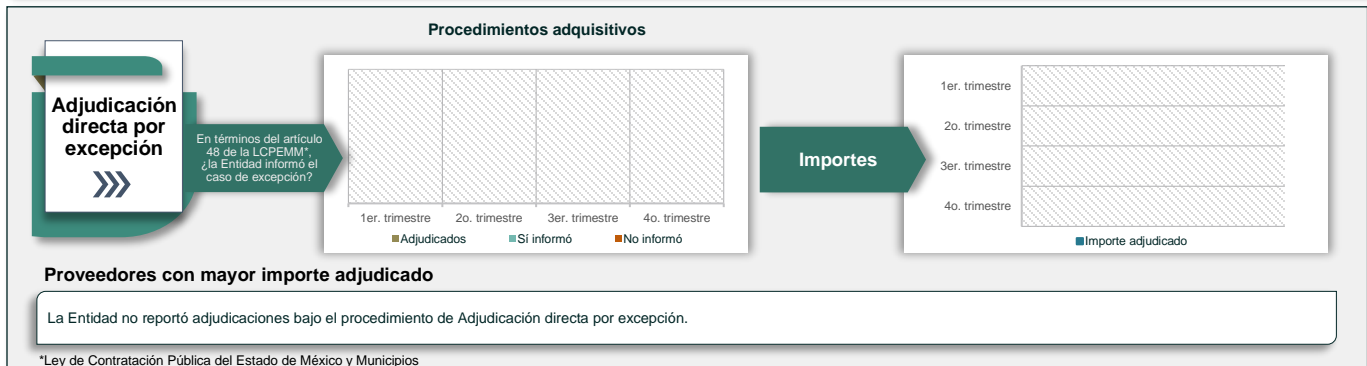 Procedimientos adquisitivos
Adjudicación
directa por
excepción
En términos del artículo
48 de la LCPEMM*,
¿la Entidad informó el
caso de excepción?
1er. trimestre 2o. trimestre 3er. trimestre 4o. trimestre
Adjudicados Sí informó No informó
Importes
1er. trimestre
2o. trimestre
3er. trimestre
4o. trimestre
Importe adjudicado
Proveedores con mayor importe adjudicado
La Entidad no reportó adjudicaciones bajo el procedimiento de Adjudicación directa por excepción.
*Ley de Contratación Pública del Estado de México y Municipios